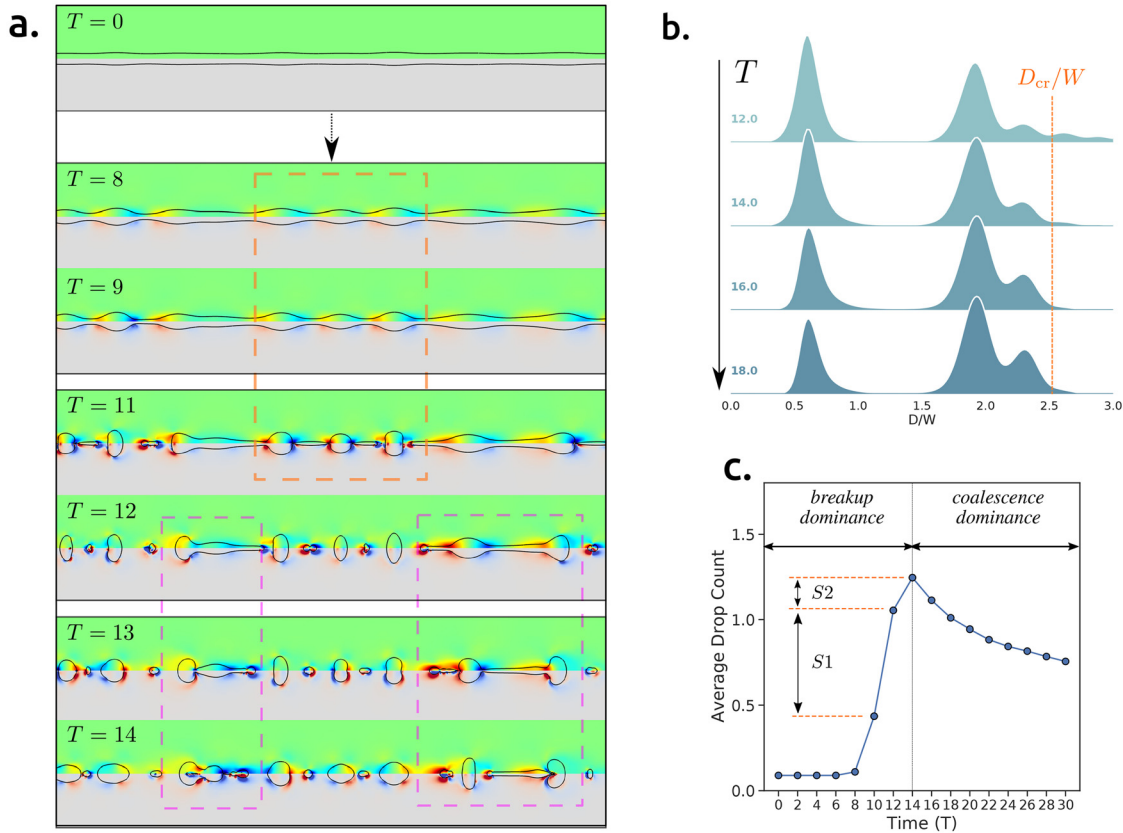 a.
T = 0
T = 8
T = 9
T = 11
T = 12
T = 13
T = 14
b.
T
D_cr/W
12.0
14.0
16.0
18.0
0.0 0.5 1.0 1.5 2.0 2.5 3.0
D/W
c.
breakup dominance
coalescence dominance
S2
S1
Average Drop Count
1.5
1.0
0.5
0.0
0 2 4 6 8 10 12 14 16 18 20 22 24 26 28 30
Time (T)